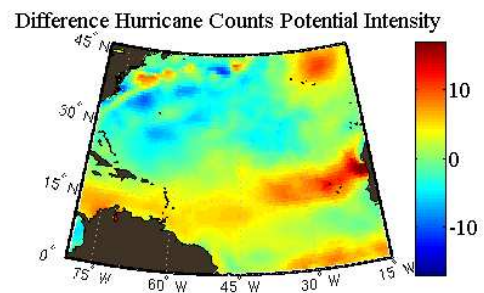 Difference Hurricane Counts Potential Intensity
45° N
30° N
15° N
0°
75° W
60° W
45° W
30° W
15° W
10
0
-10